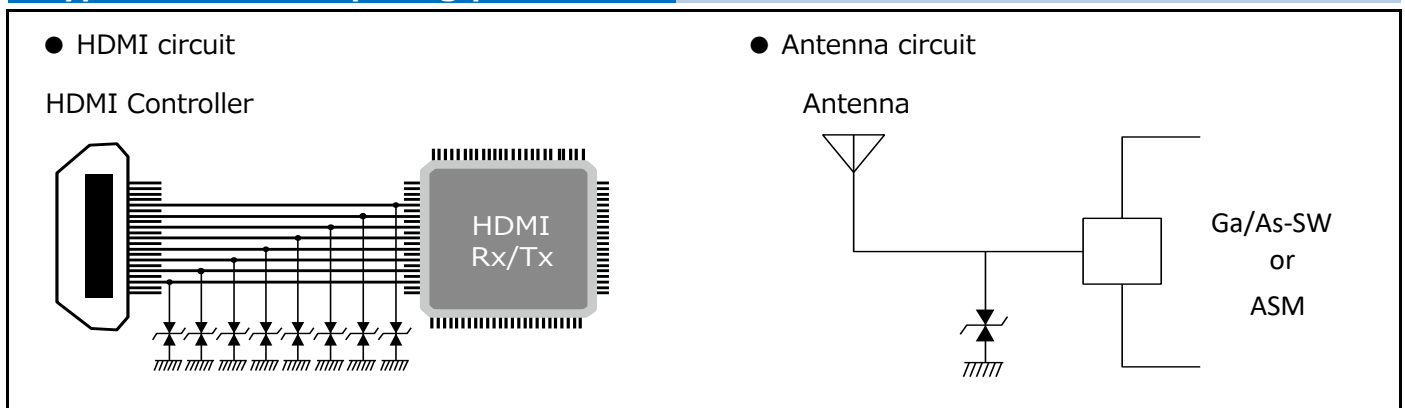 ● HDMI circuit
HDMI Controller
HDMI
Rx/Tx
● Antenna circuit
Antenna
Ga/As-SW
or
ASM